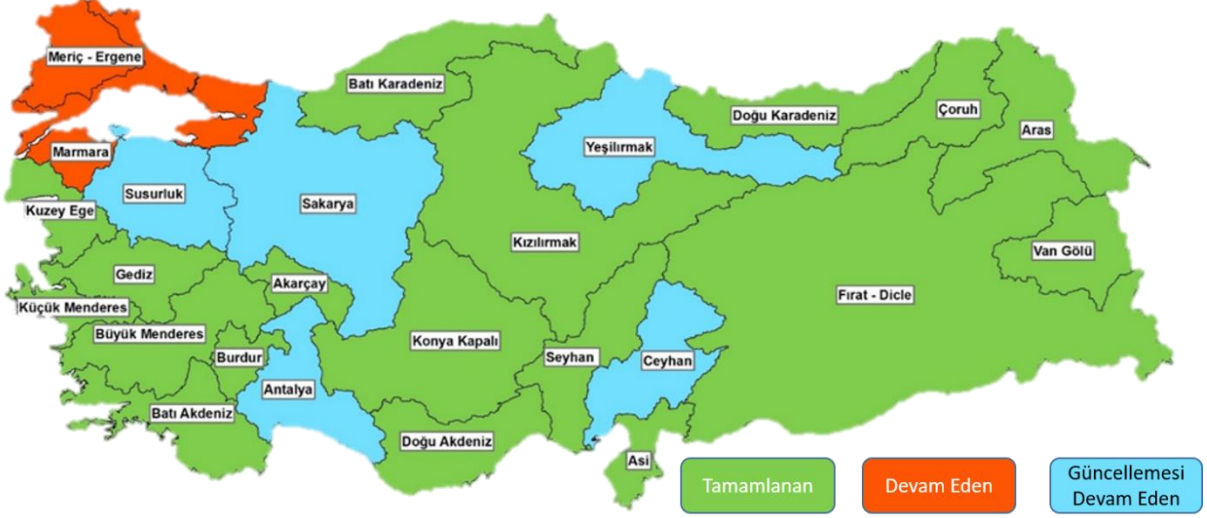 Meriç - Ergene
Batı Karadeniz
Doğu Karadeniz
Çoruh
Aras
Marmara
Yeşilırmak
Susurluk
Sakarya
Kuzey Ege
Kızılırmak
Van Gölü
Gediz
Akarçay
Fırat - Dicle
Küçük Menderes
Büyük Menderes
Konya Kapalı
Burdur
Seyhan
Ceyhan
Antalya
Batı Akdeniz
Doğu Akdeniz
Asi
Tamamlanan
Devam Eden
Güncellemesi
Devam Eden